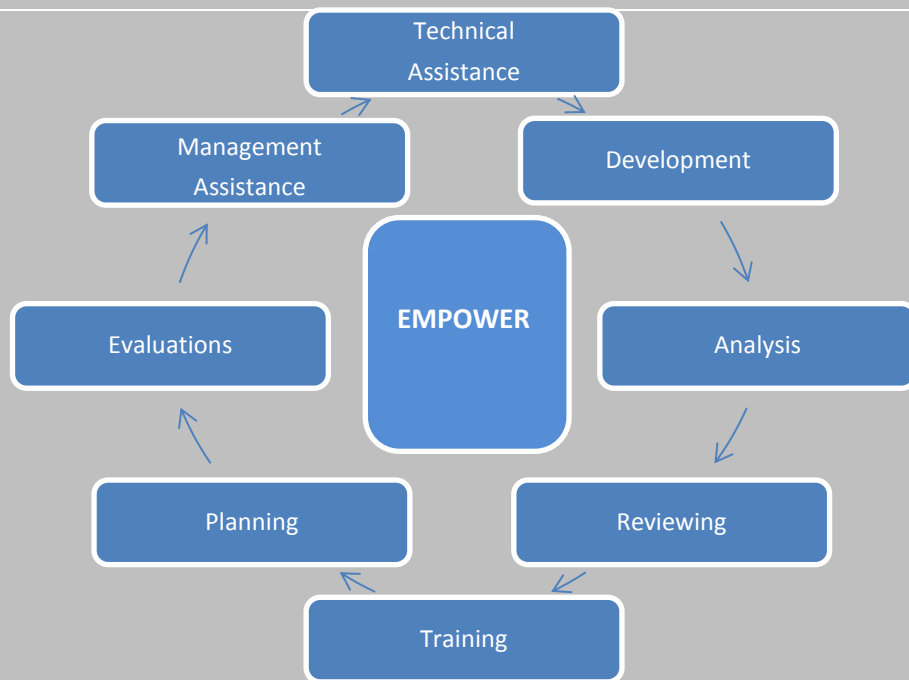 Technical
Assistance
Development
Analysis
Reviewing
Training
Planning
Evaluations
Management
Assistance
EMPOWER